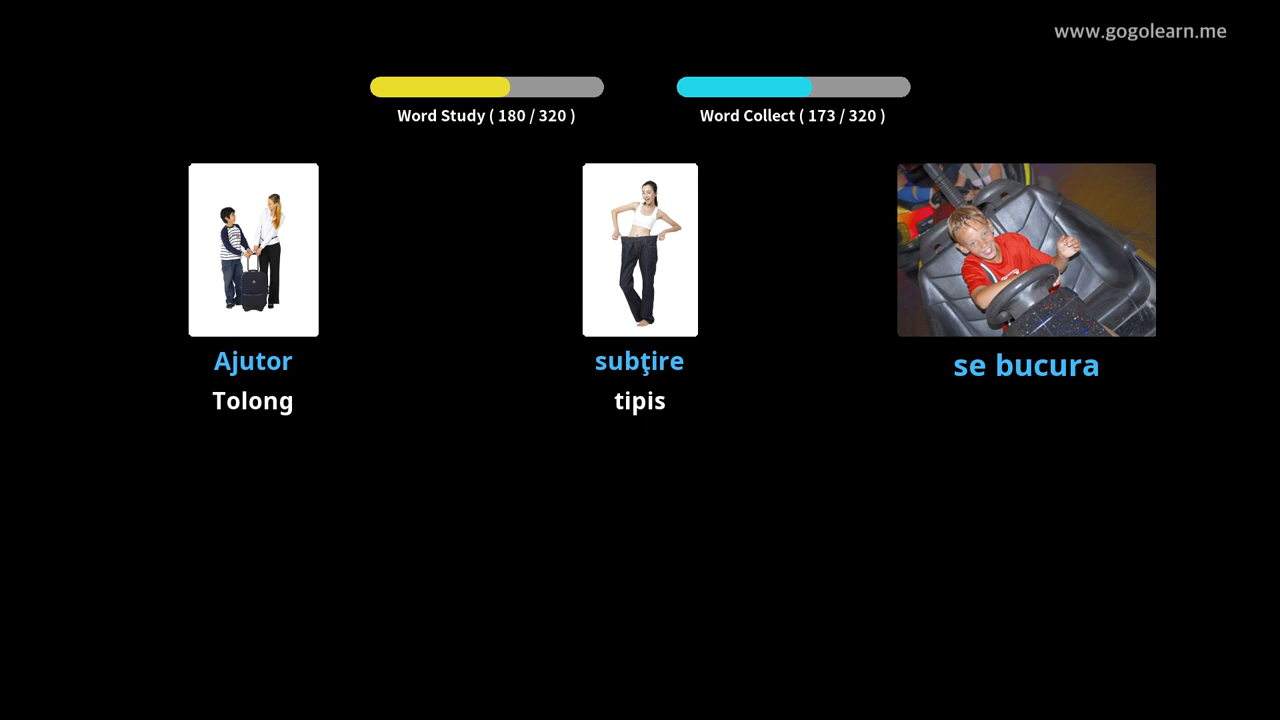 www.gogolearn.me
Word Study ( 180 / 320 )
Word Collect ( 173 / 320 )
Ajutor
Tolong
subţire
tipis
se bucura